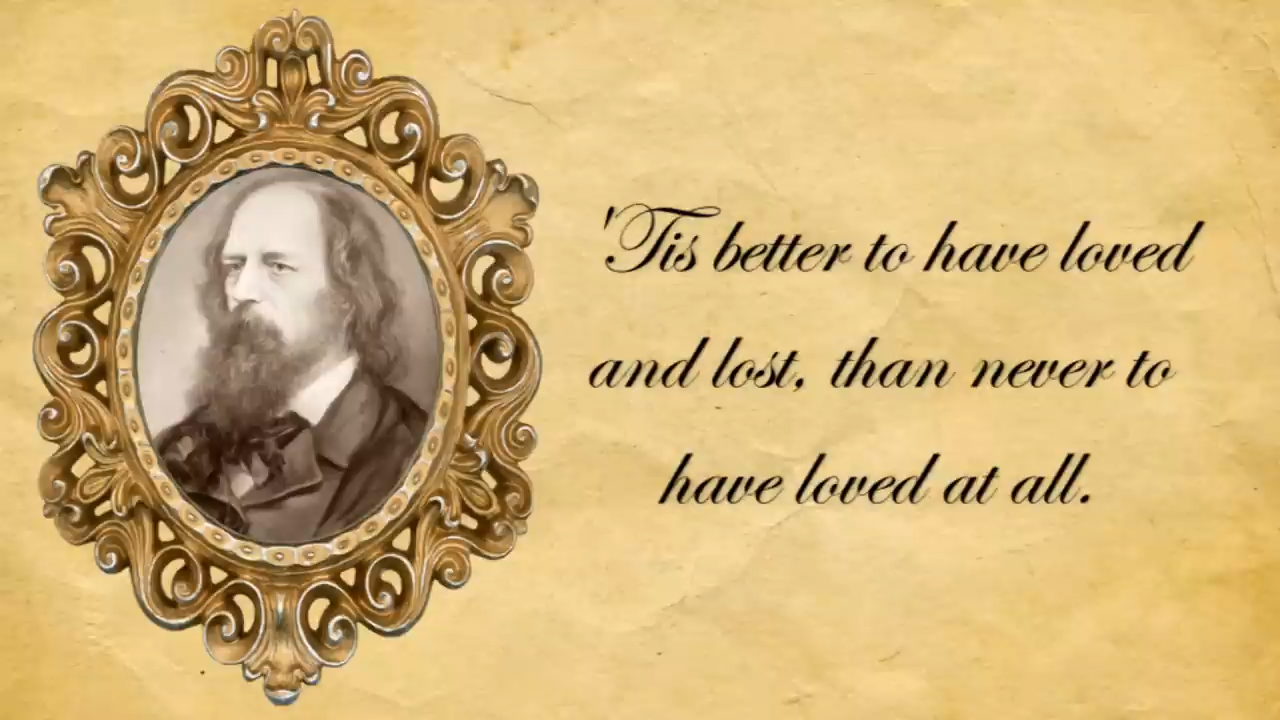 'Tis better to have loved
and lost, than never to
have loved at all.